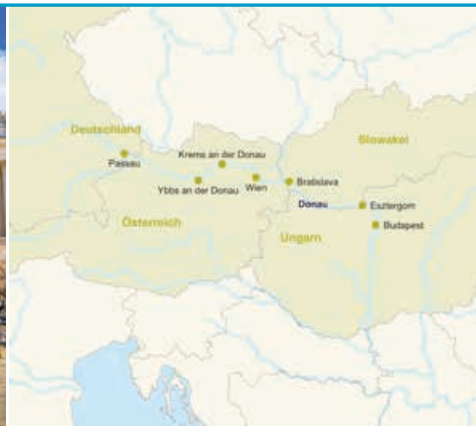 Deutschland
Slowakei
Krems an der Donau
Passau
Ybbs an der Donau
Wien
Bratislava
Donau
Esztergom
Österreich
Ungarn
Budapest